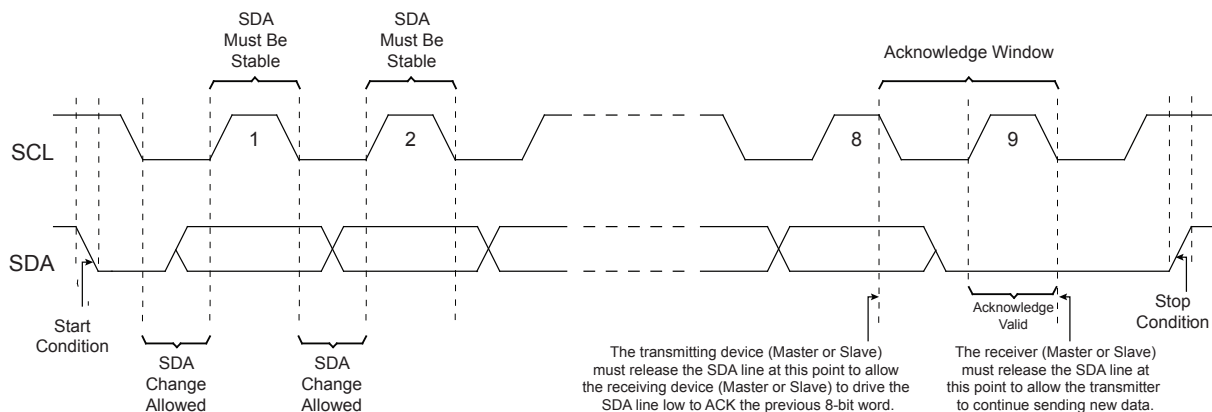 SDA
Must Be
Stable
SDA
Must Be
Stable
Acknowledge Window
SCL
1
2
8
9
SDA
Start
Condition
SDA
Change
Allowed
SDA
Change
Allowed
The transmitting device (Master or Slave)
must release the SDA line at this point to allow
the receiving device (Master or Slave) to drive the
SDA line low to ACK the previous 8-bit word.
Acknowledge
Valid
The receiver (Master or Slave)
must release the SDA line at
this point to allow the transmitter
to continue sending new data.
Stop
Condition